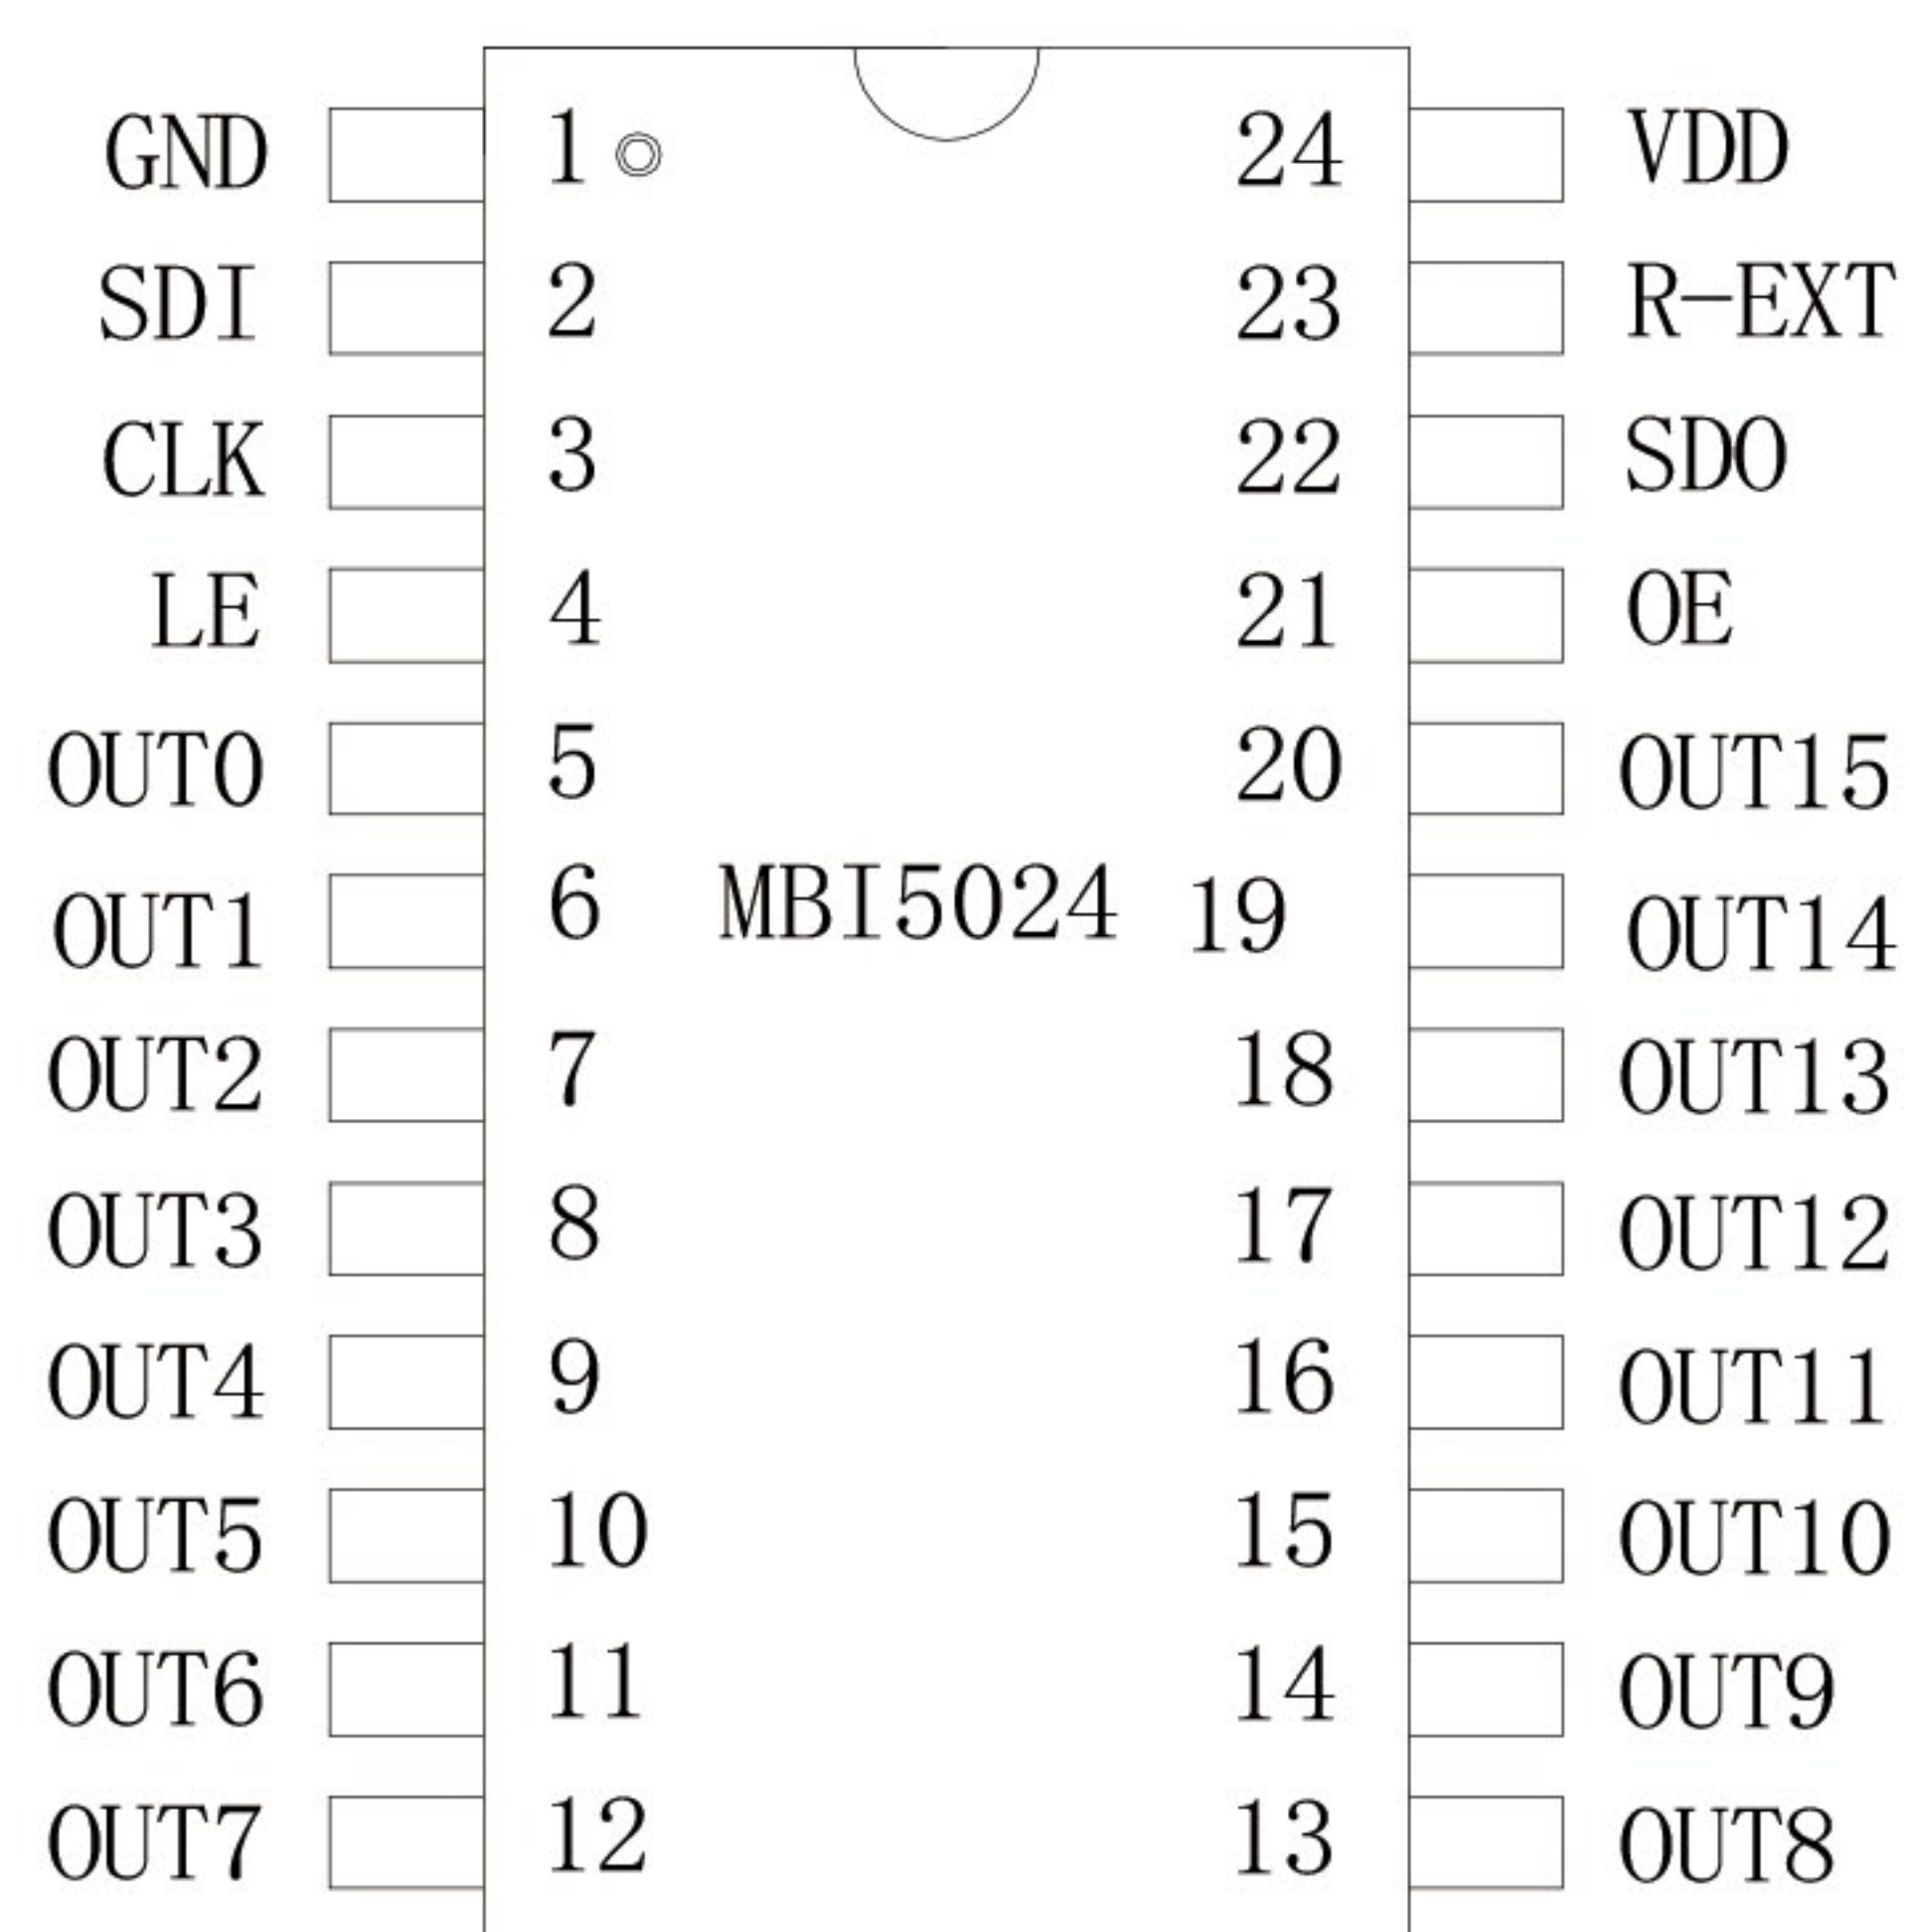 GND 1 24 VDD
SDI 2 23 R-EXT
CLK 3 22 SDO
LE 4 21 OE
OUT0 5 20 OUT15
OUT1 6 MBI5024 19 OUT14
OUT2 7 18 OUT13
OUT3 8 17 OUT12
OUT4 9 16 OUT11
OUT5 10 15 OUT10
OUT6 11 14 OUT9
OUT7 12 13 OUT8